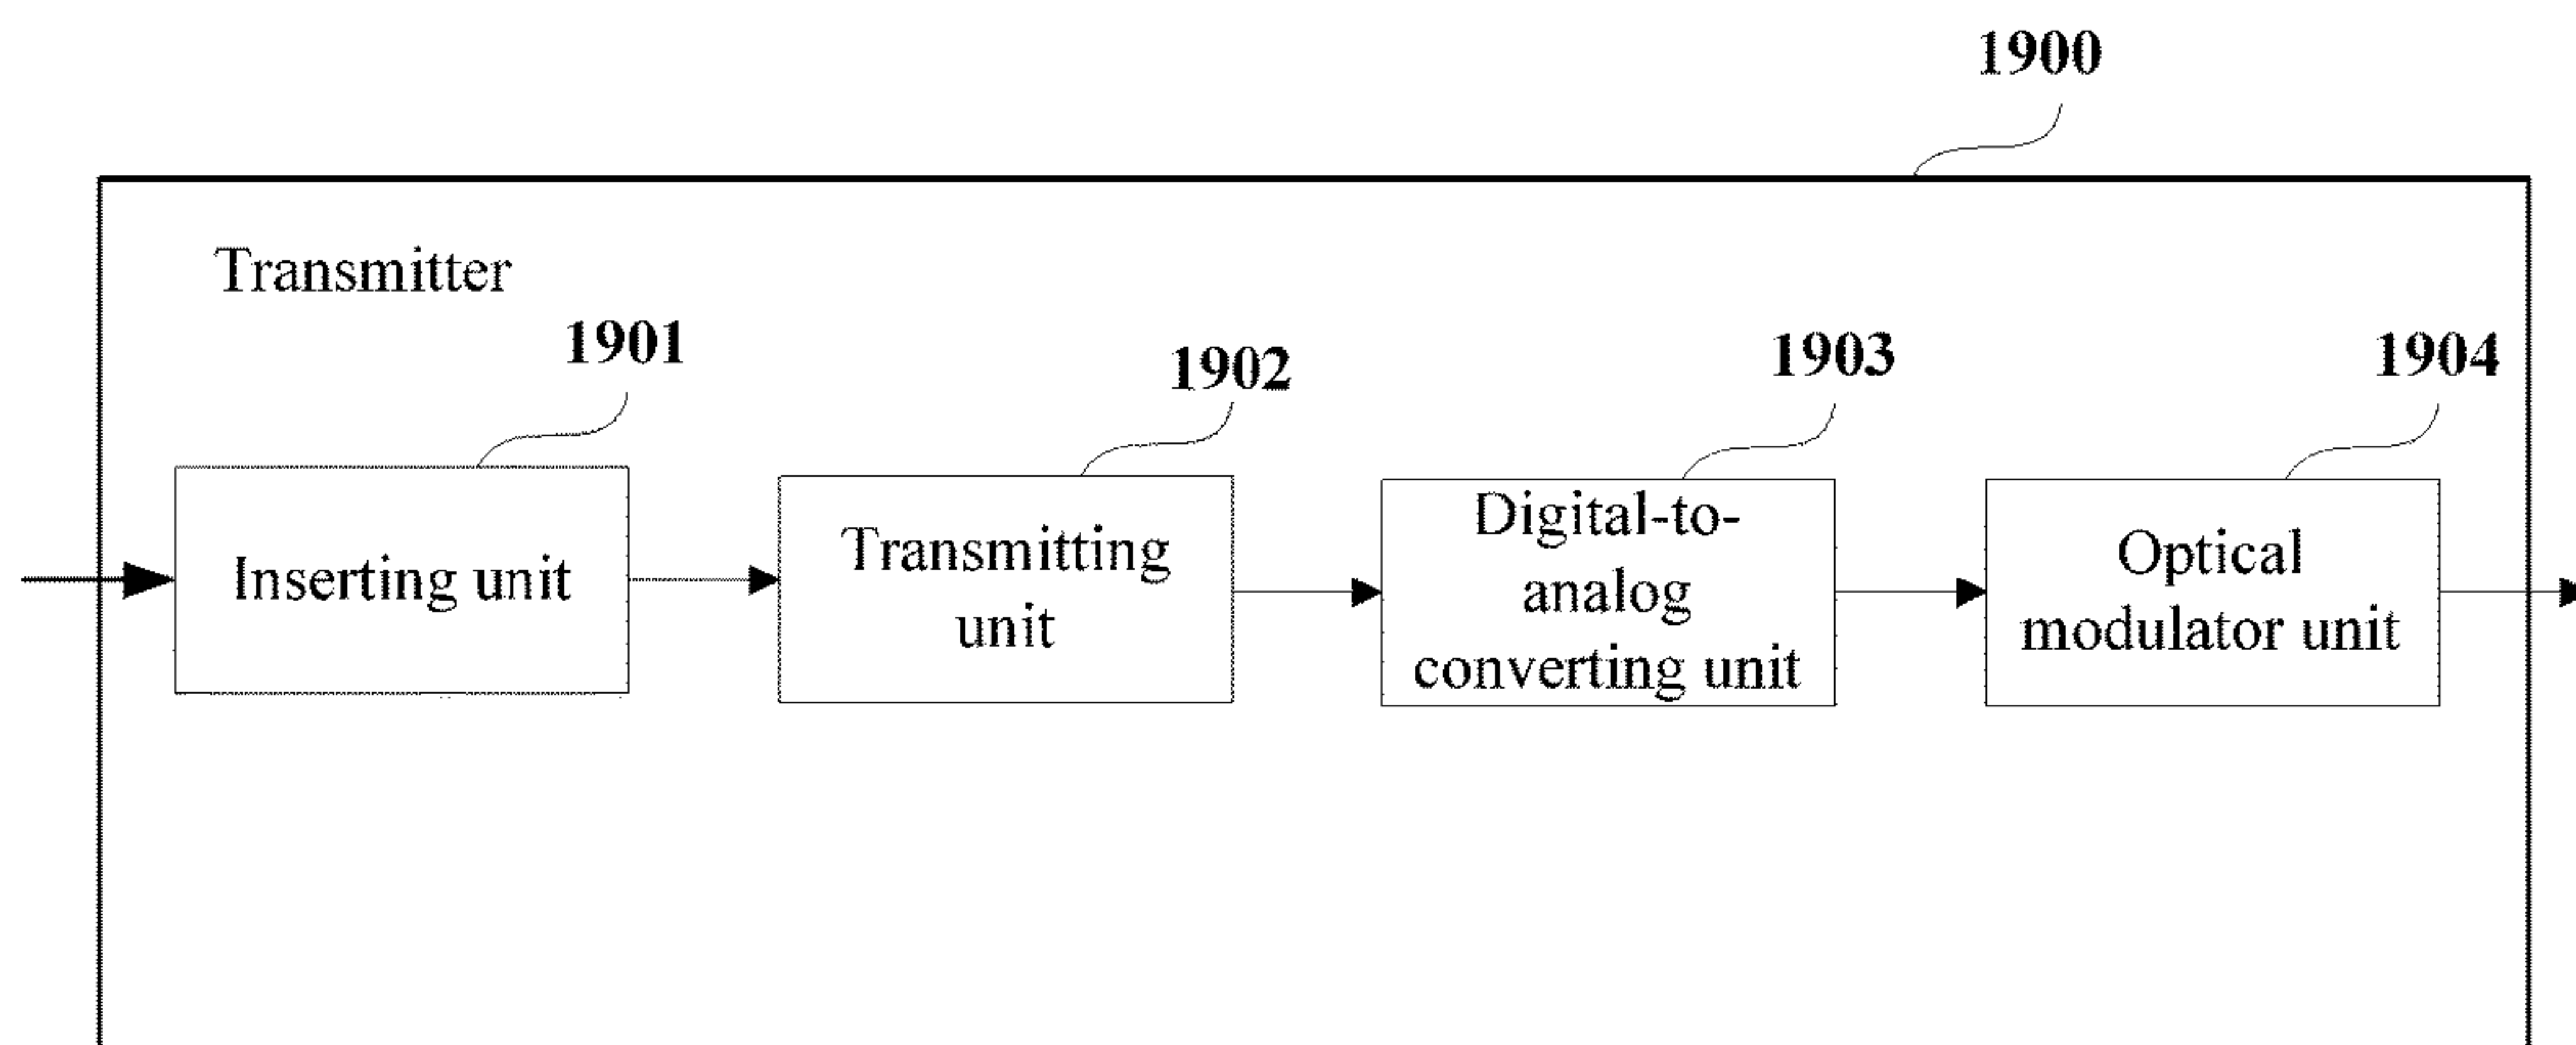 1900
Transmitter
1901
1902
1903
1904
Inserting unit
Transmitting
unit
Digital-to-
analog
converting unit
Optical
modulator unit